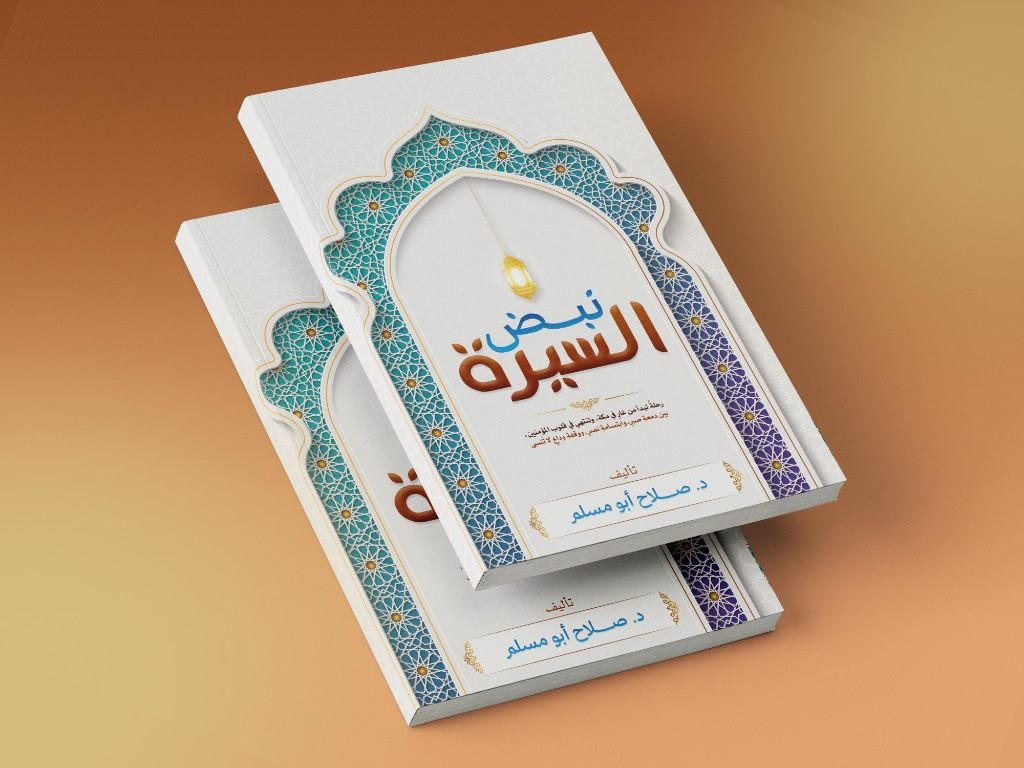 نبض
السيرة
رحلةٌ تبدأ من غار في مكة، وتنتهي في قلوب المؤمنين،
بين دمعة صبر، وابتسامة نصر، ووقفة وداع لا تُنسى
تأليف
د. صلاح أبو مسلم
ة
تأليف
د. صلاح أبو مسلم